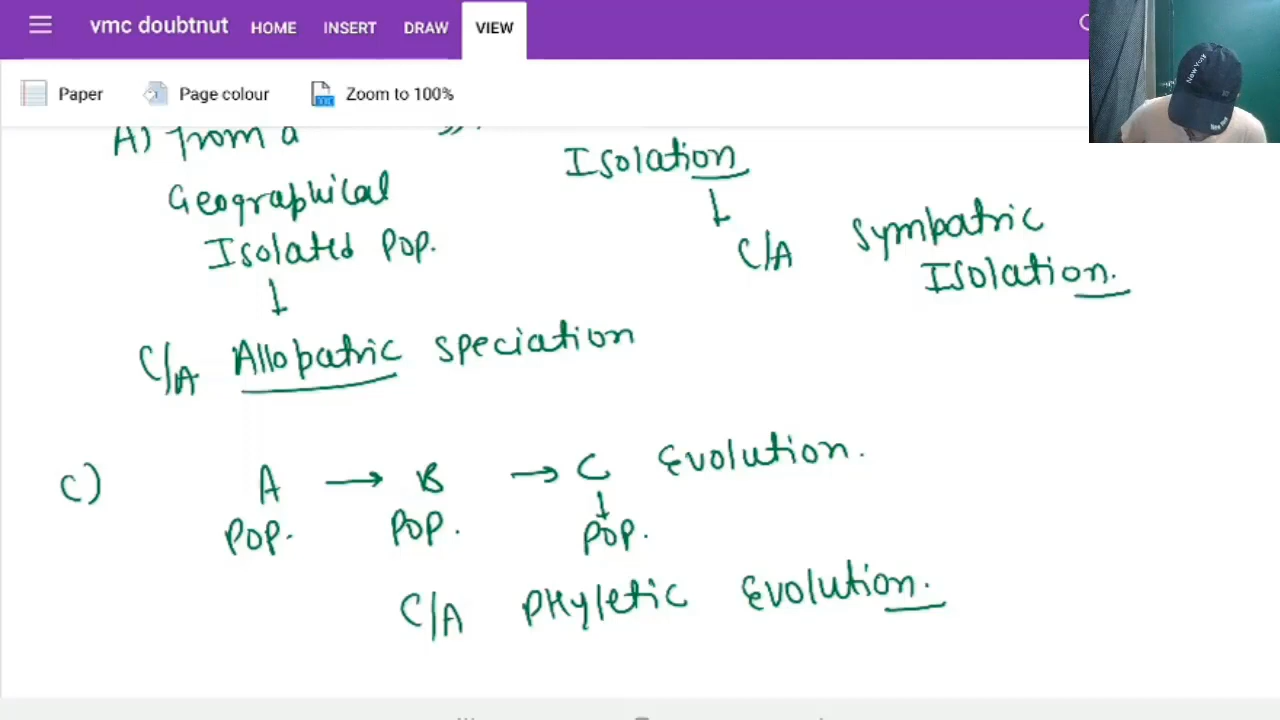 vmc doubtnut HOME INSERT DRAW VIEW
Paper Page colour Zoom to 100%
A) from a
Geographical
Isolated Pop.
↓
C/A Allopatric speciation
Isolation
↓
C/A Sympatric
Isolation.
C) A → B → C Evolution.
↓
Pop. Pop. Pop.
C/A Phyletic Evolution.